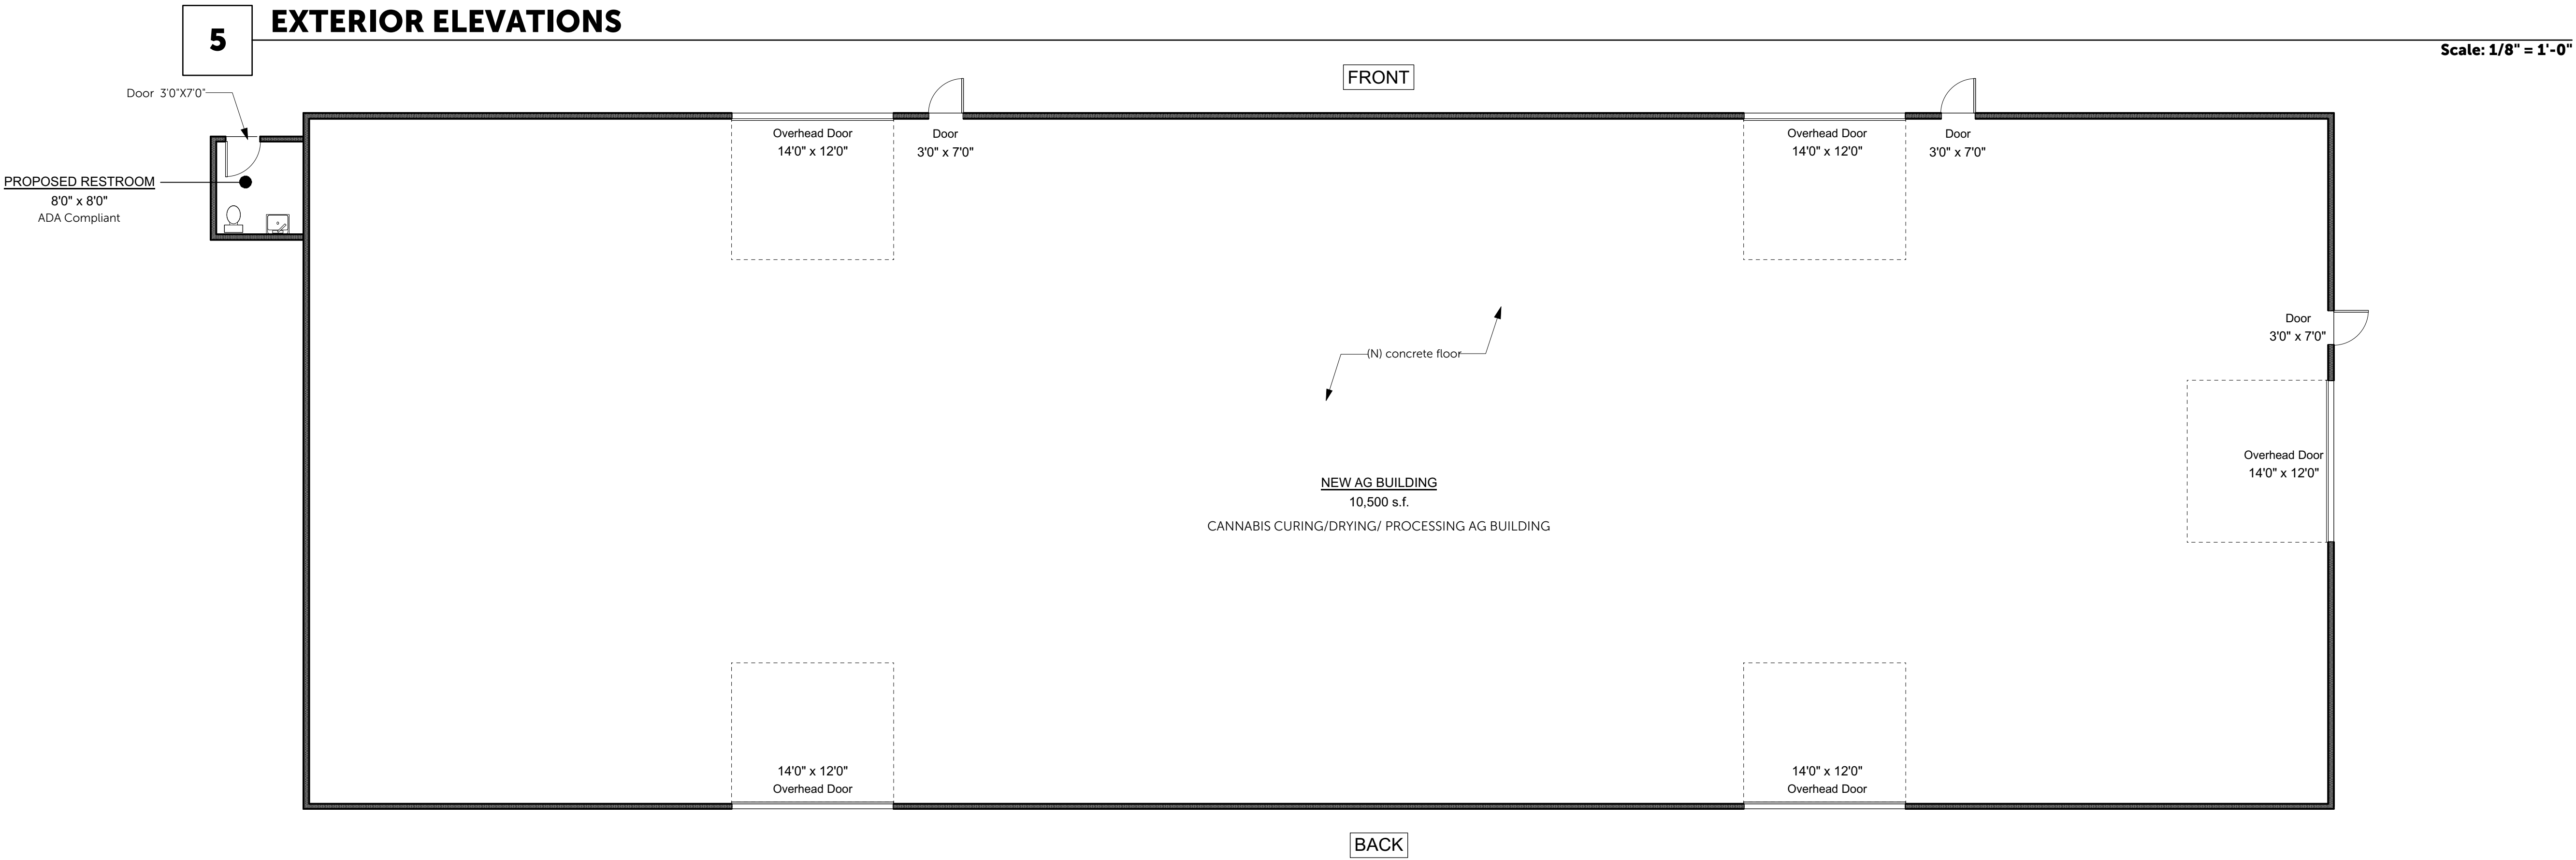 5
EXTERIOR ELEVATIONS
Scale: 1/8" = 1'-0"
FRONT
Door 3'0"X7'0"
Overhead Door
14'0" x 12'0"
Door
3'0" x 7'0"
Overhead Door
14'0" x 12'0"
Door
3'0" x 7'0"
PROPOSED RESTROOM
8'0" x 8'0"
ADA Compliant
Door
3'0" x 7'0"
(N) concrete floor
Overhead Door
14'0" x 12'0"
NEW AG BUILDING
10,500 s.f.
CANNABIS CURING/DRYING/ PROCESSING AG BUILDING
14'0" x 12'0"
Overhead Door
14'0" x 12'0"
Overhead Door
BACK